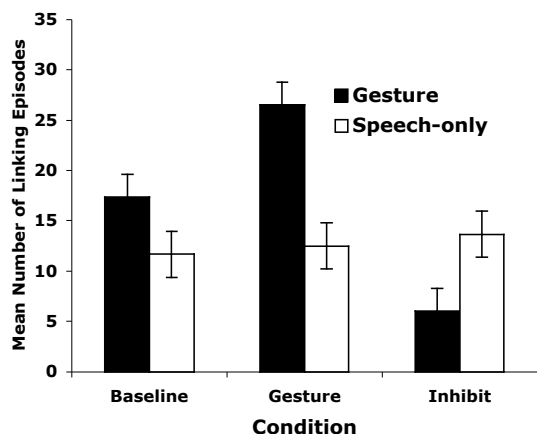 Mean Number of Linking Episodes
35
30
25
20
15
10
5
0
Gesture
Speech-only
Baseline Gesture Inhibit
Condition